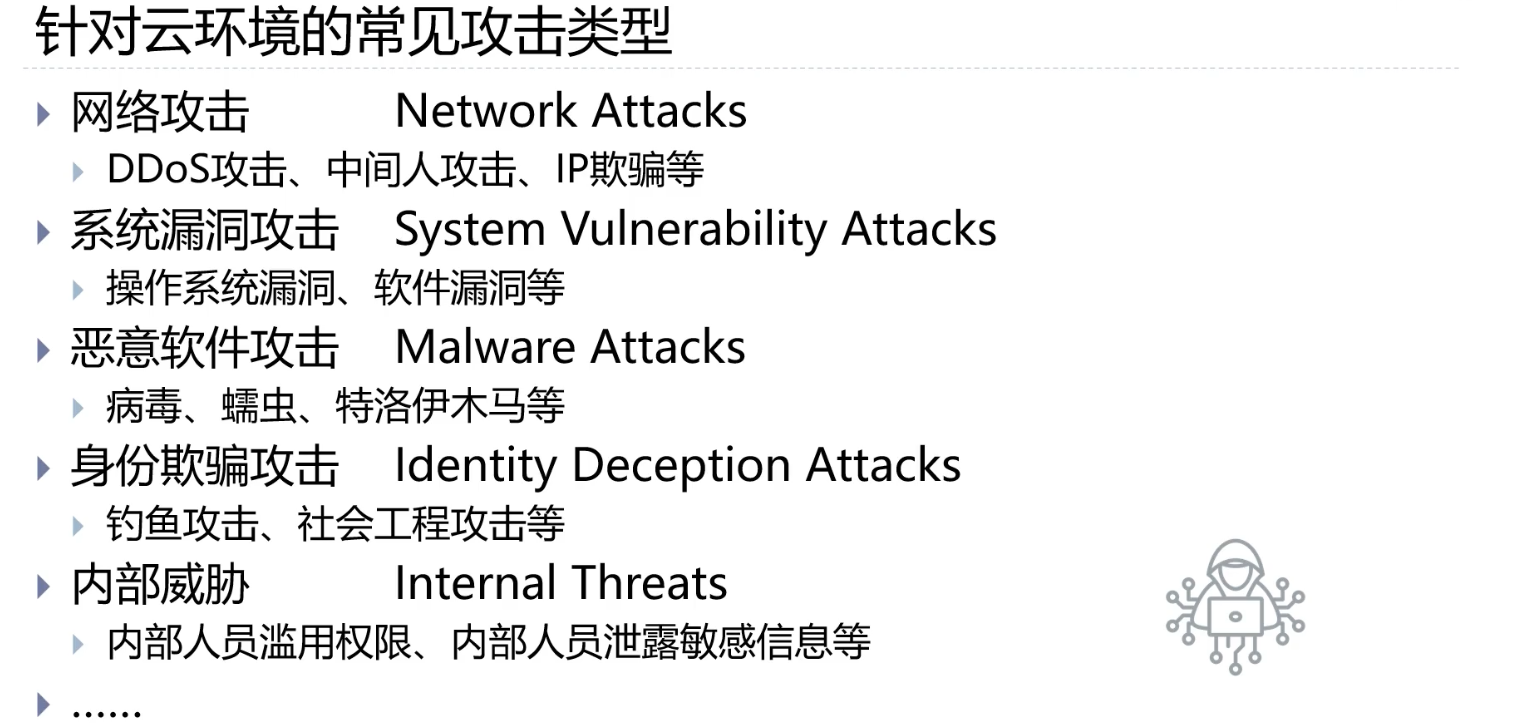 针对云环境的常见攻击类型
网络攻击 Network Attacks
DDoS攻击、中间人攻击、IP欺骗等
系统漏洞攻击 System Vulnerability Attacks
操作系统漏洞、软件漏洞等
恶意软件攻击 Malware Attacks
病毒、蠕虫、特洛伊木马等
身份欺骗攻击 Identity Deception Attacks
钓鱼攻击、社会工程攻击等
内部威胁 Internal Threats
内部人员滥用权限、内部人员泄露敏感信息等
......